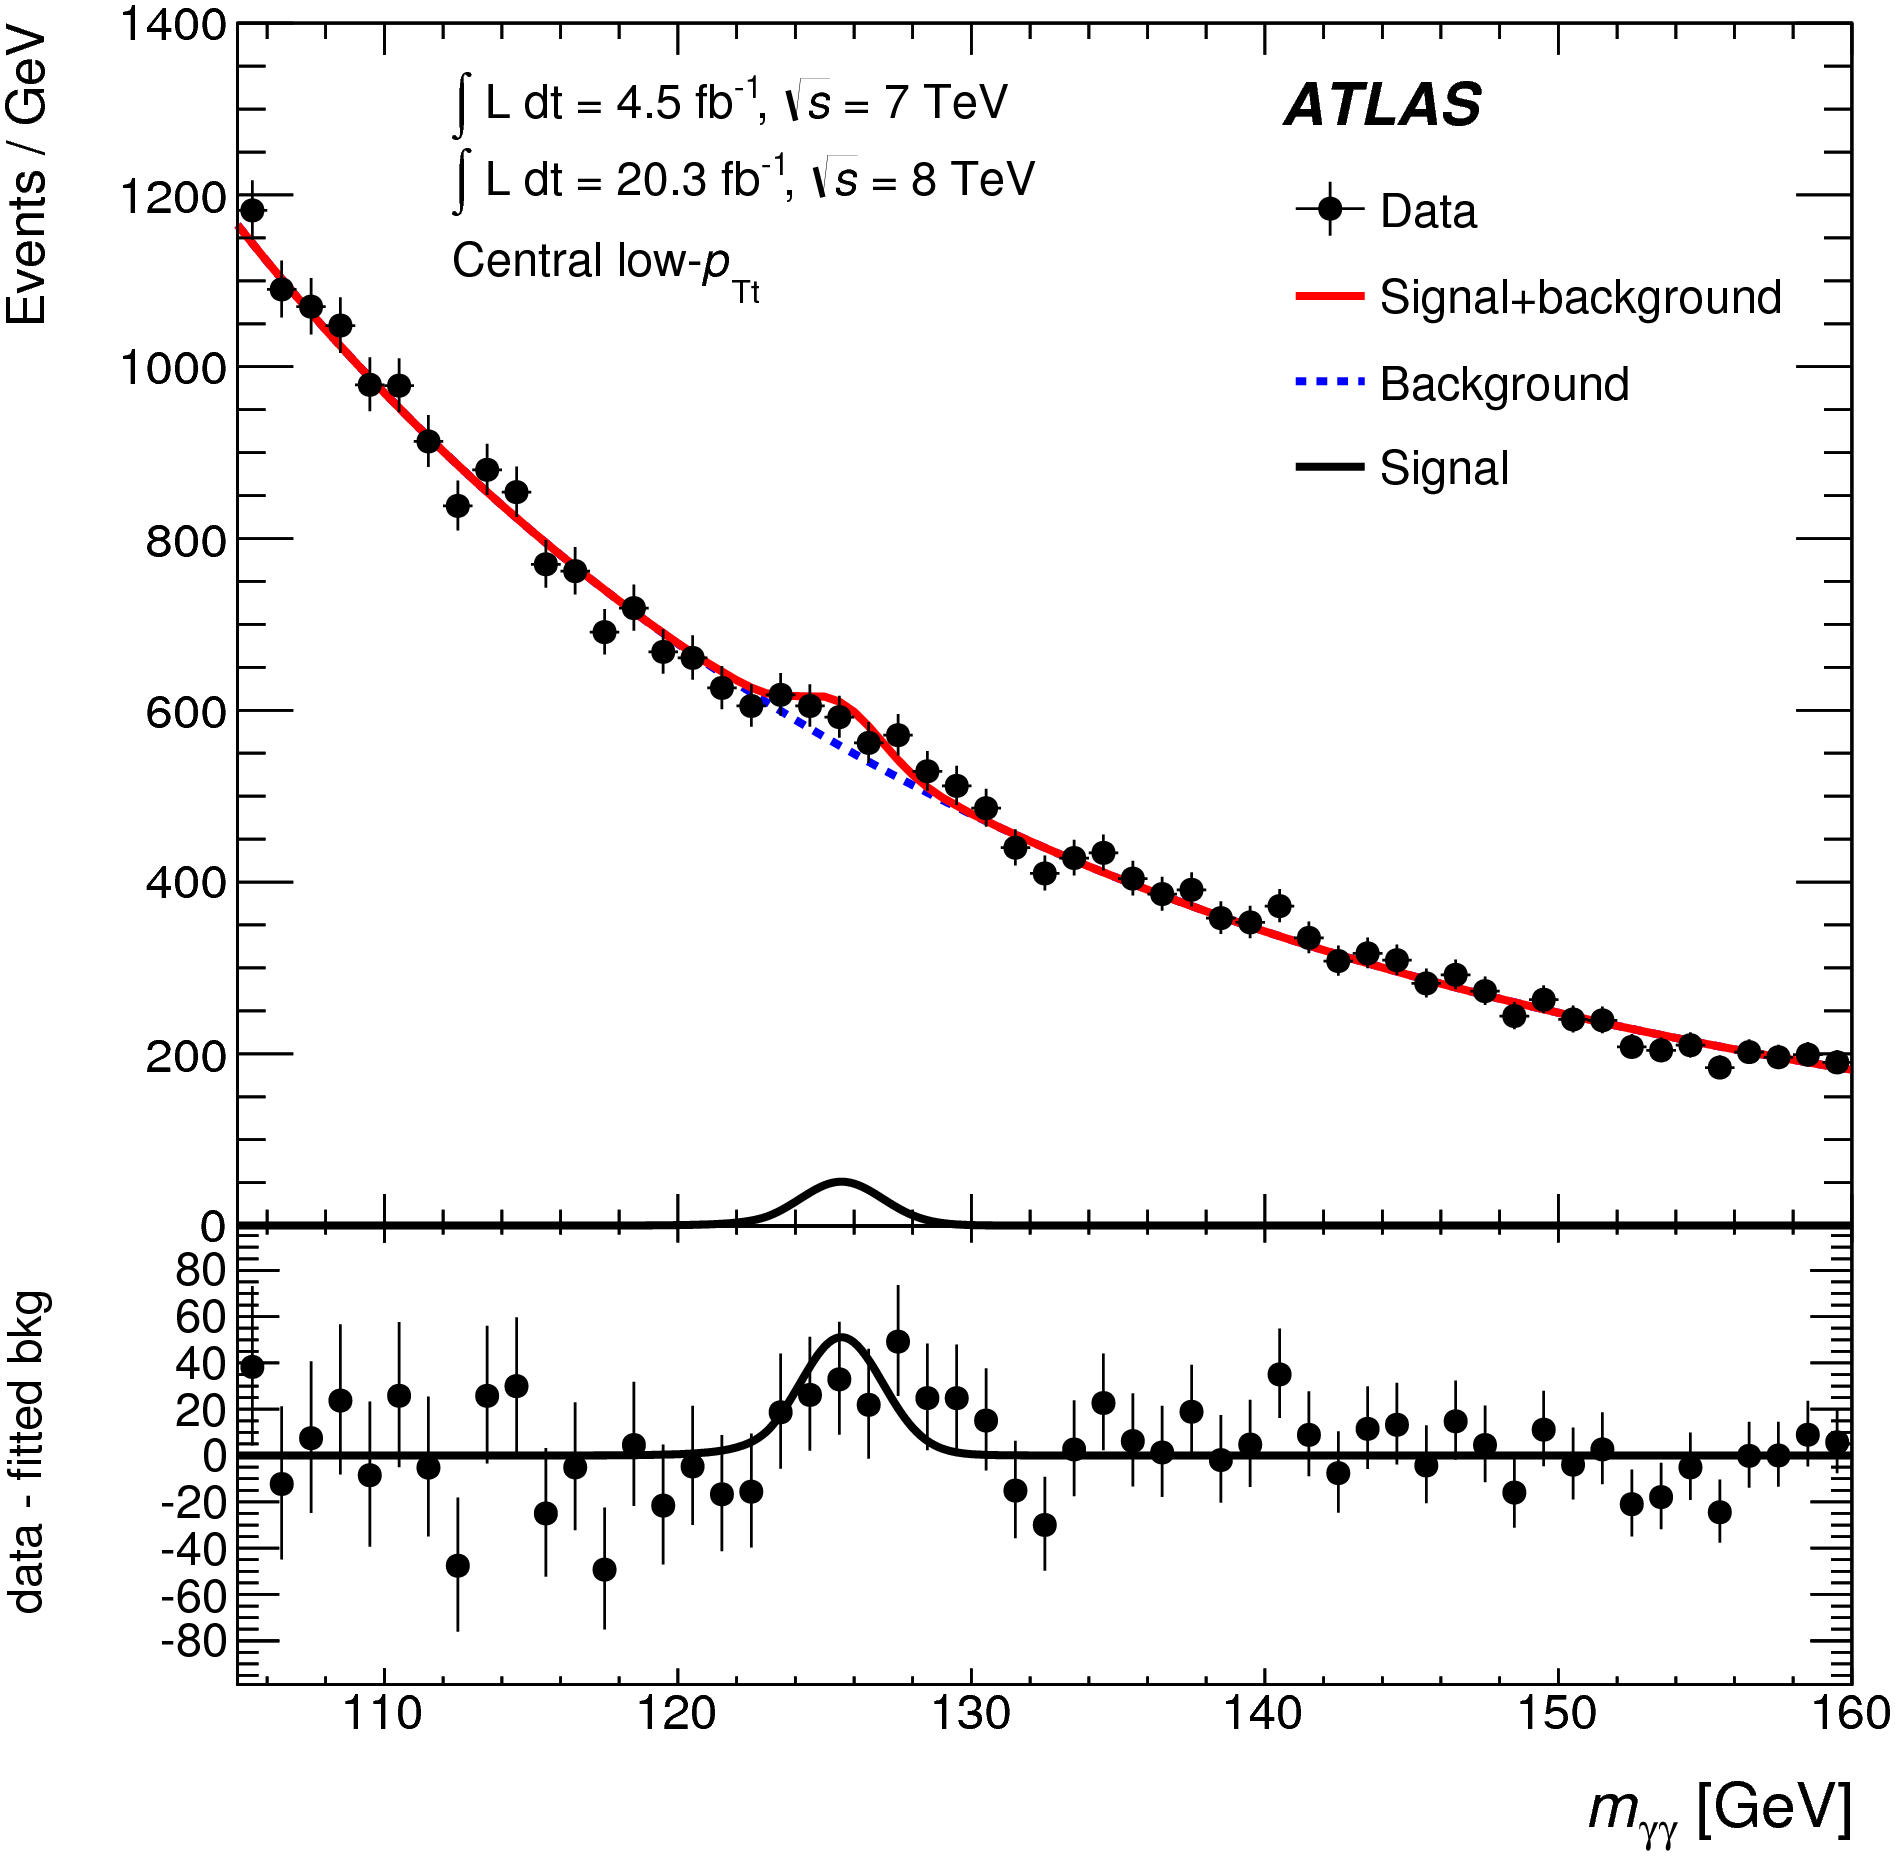 Events / GeV
1400
1200
1000
800
600
400
200
0
∫ L dt = 4.5 fb⁻¹, √s = 7 TeV
∫ L dt = 20.3 fb⁻¹, √s = 8 TeV
Central low-p_Tt
ATLAS
Data
Signal+background
Background
Signal
data - fitted bkg
80
60
40
20
0
-20
-40
-60
-80
110 120 130 140 150 160
m_γγ [GeV]